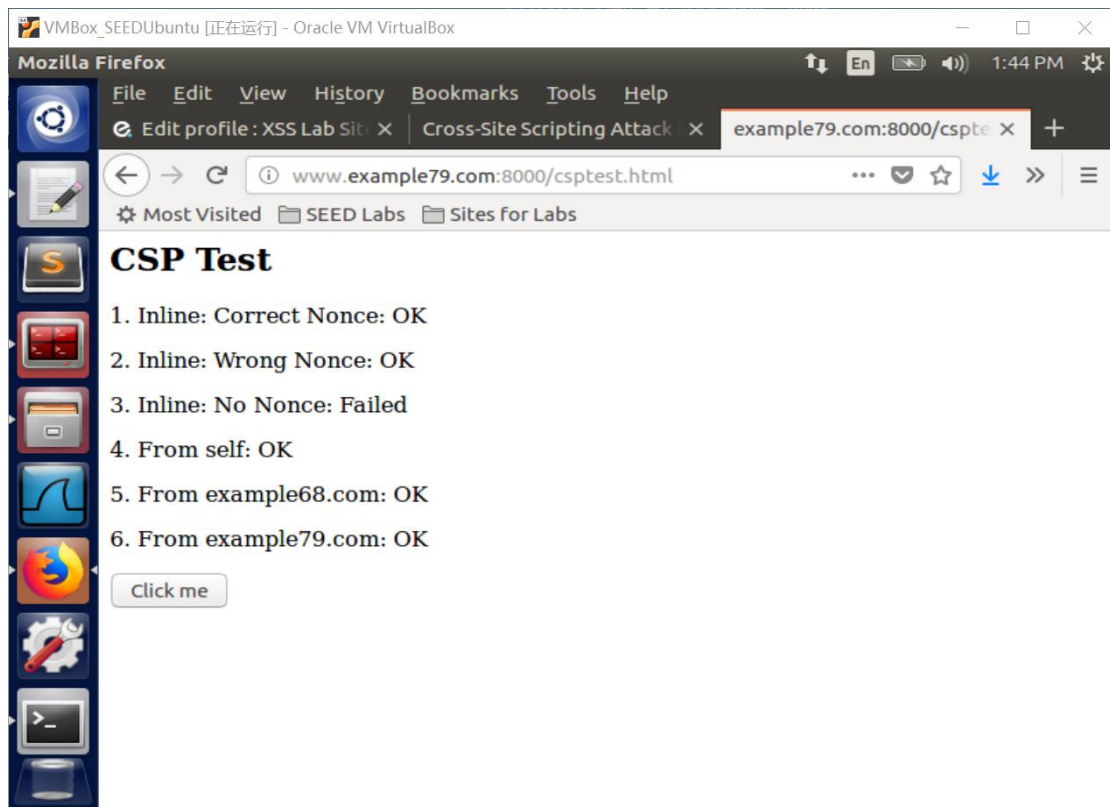 VMBox_SEEDUbuntu [正在运行] - Oracle VM VirtualBox
Mozilla Firefox
En
1:44 PM
File Edit View History Bookmarks Tools Help
Edit profile : XSS Lab Sit
Cross-Site Scripting Attack
example79.com:8000/cspte
www.example79.com:8000/csptest.html
Most Visited SEED Labs Sites for Labs
CSP Test
1. Inline: Correct Nonce: OK
2. Inline: Wrong Nonce: OK
3. Inline: No Nonce: Failed
4. From self: OK
5. From example68.com: OK
6. From example79.com: OK
Click me